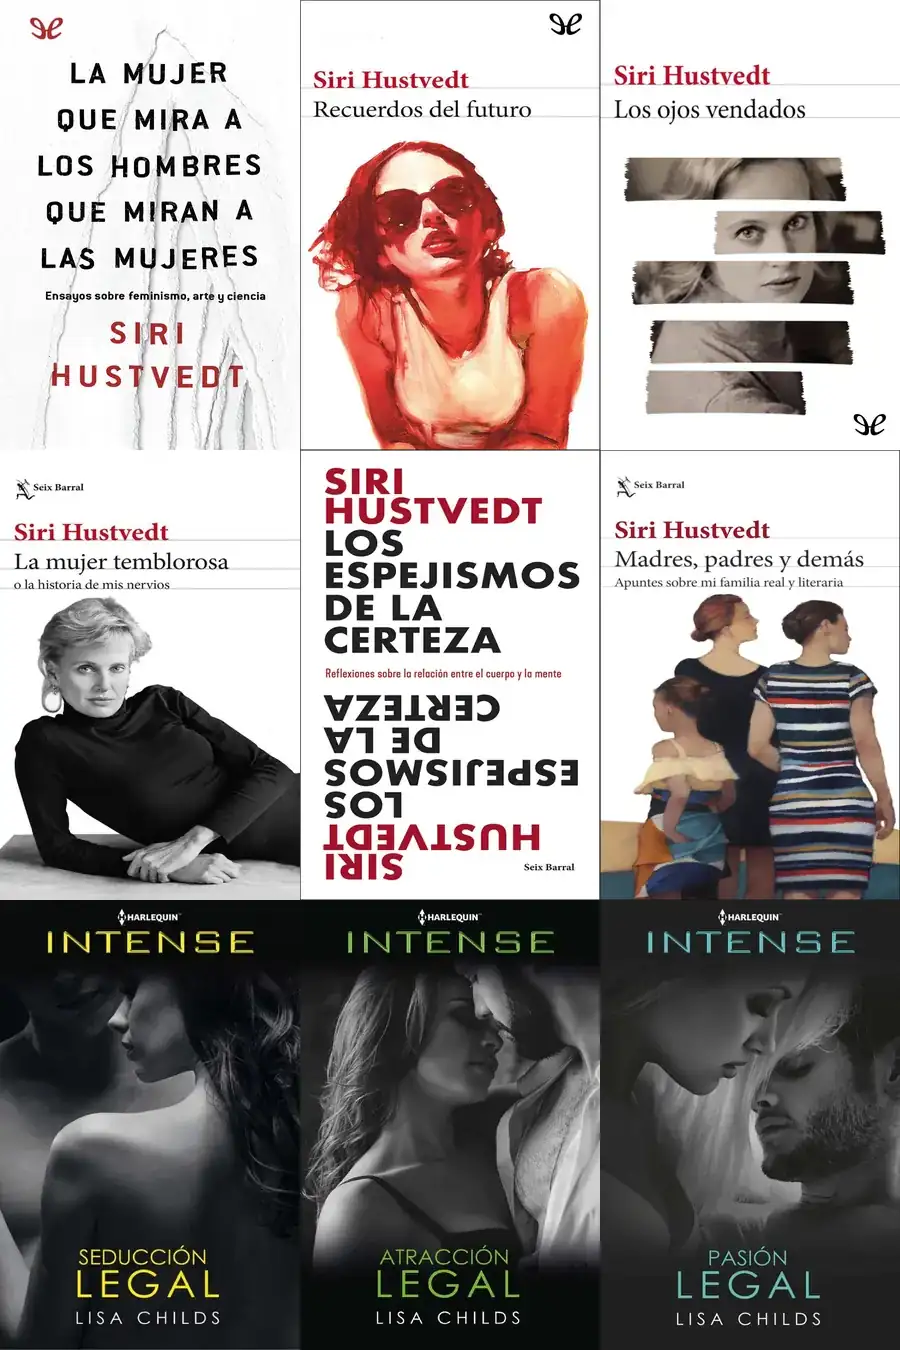 LA MUJER
QUE MIRA A
LOS HOMBRES
QUE MIRAN A
LAS MUJERES
Ensayos sobre feminismo, arte y ciencia
SIRI
HUSTVEDT
Siri Hustvedt
Recuerdos del futuro
Siri Hustvedt
Los ojos vendados
Seix Barral
Siri Hustvedt
La mujer temblorosa
o la historia de mis nervios
SIRI
HUSTVEDT
LOS
ESPEJISMOS
DE LA
CERTEZA
Reflexiones sobre la relación entre el cuerpo y la mente
SIRI
HUSTVEDT
LOS
ESPEJISMOS
DE LA
CERTEZA
Seix Barral
Seix Barral
Siri Hustvedt
Madres, padres y demás
Apuntes sobre mi familia real y literaria
HARLEQUIN™
INTENSE
SEDUCCIÓN
LEGAL
LISA CHILDS
HARLEQUIN™
INTENSE
ATRACCIÓN
LEGAL
LISA CHILDS
HARLEQUIN™
INTENSE
PASIÓN
LEGAL
LISA CHILDS